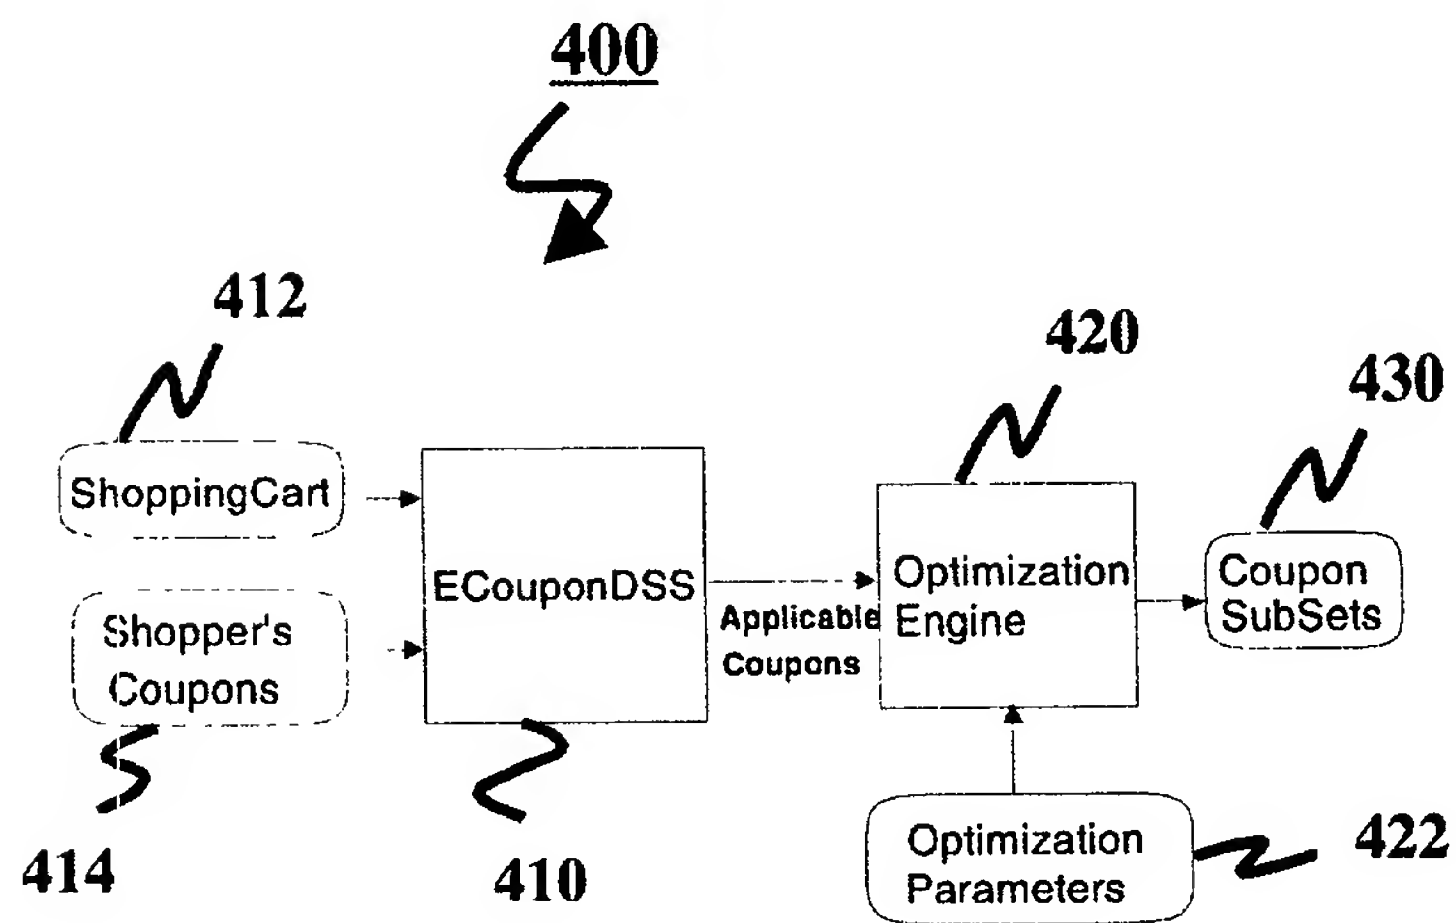 400
412
420
430
ShoppingCart
ECouponDSS
Optimization
Engine
Coupon
SubSets
Applicable
Coupons
Shopper's
Coupons
Optimization
Parameters
422
414
410